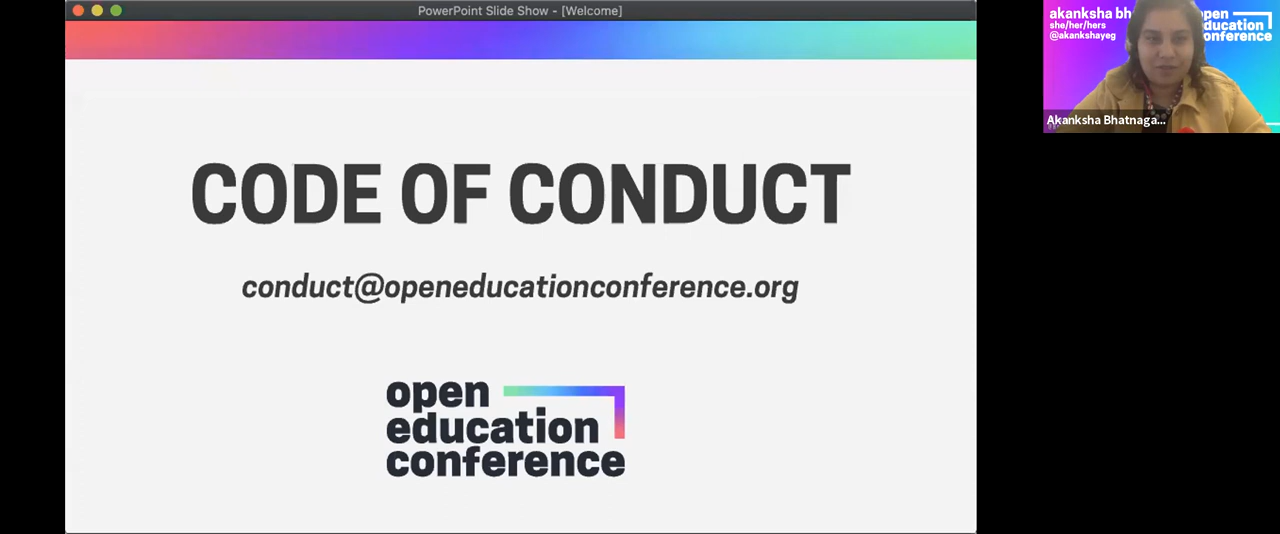 PowerPoint Slide Show - [Welcome]
CODE OF CONDUCT
conduct@openeducationconference.org
open
education
conference
akanksha bh
she/her/hers
@akankshayeg
open
education
conference
Akanksha Bhatnaga...